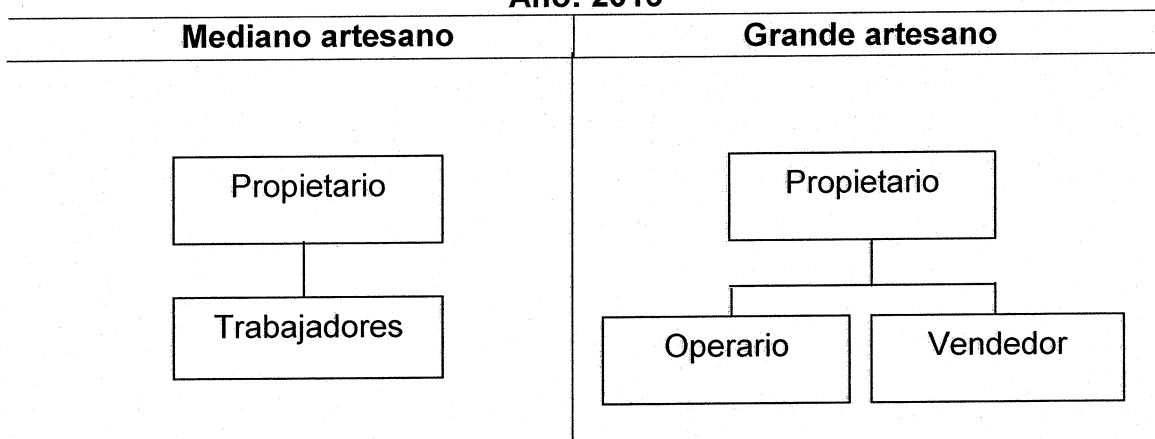 Mediano artesano
Grande artesano
Propietario
Trabajadores
Propietario
Operario
Vendedor